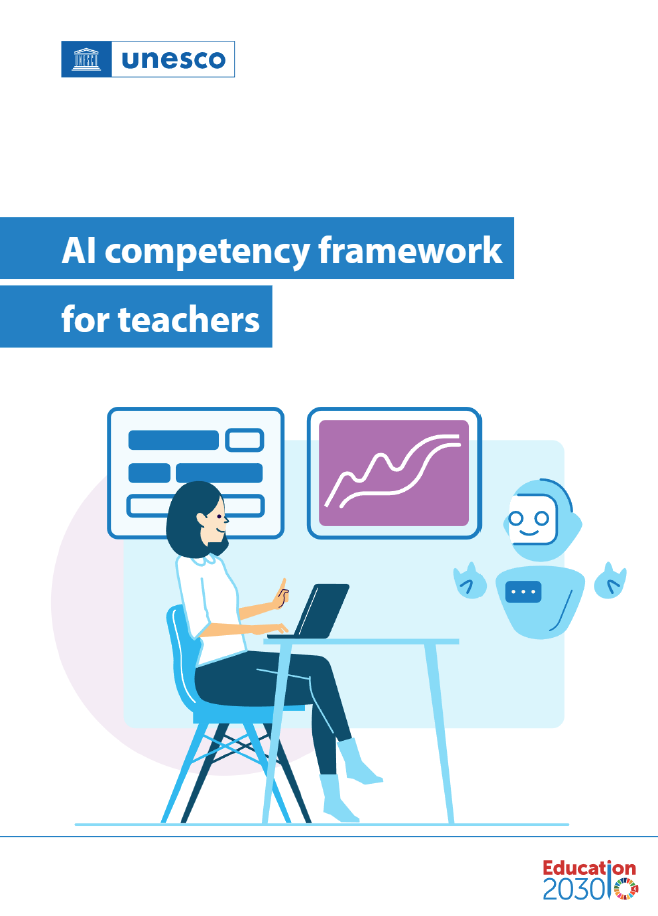 unesco
AI competency framework
for teachers
Education
2030